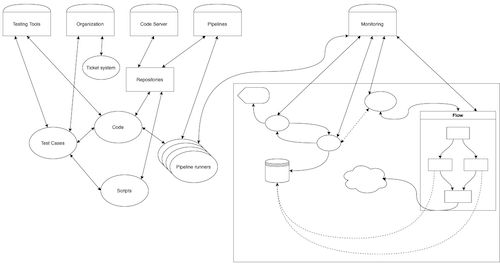 Testing Tools
Organization
Code Server
Pipelines
Monitoring
Ticket system
Repositories
Flow
Code
Test Cases
Pipeline runners
Scripts